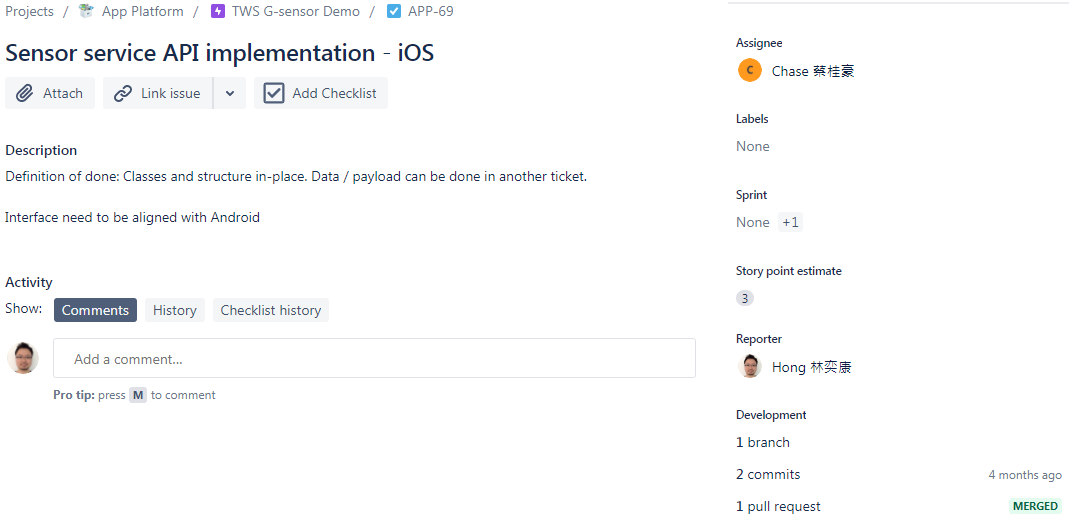 Projects / App Platform / TWS G-sensor Demo / APP-69
Sensor service API implementation - iOS
Attach Link issue Add Checklist
Description
Definition of done: Classes and structure in-place. Data / payload can be done in another ticket.
Interface need to be aligned with Android
Activity
Show: Comments History Checklist history
Add a comment...
Pro tip: press M to comment
Assignee
C Chase 蔡桂豪
Labels
None
Sprint
None +1
Story point estimate
3
Reporter
Hong 林奕康
Development
1 branch
2 commits 4 months ago
1 pull request MERGED